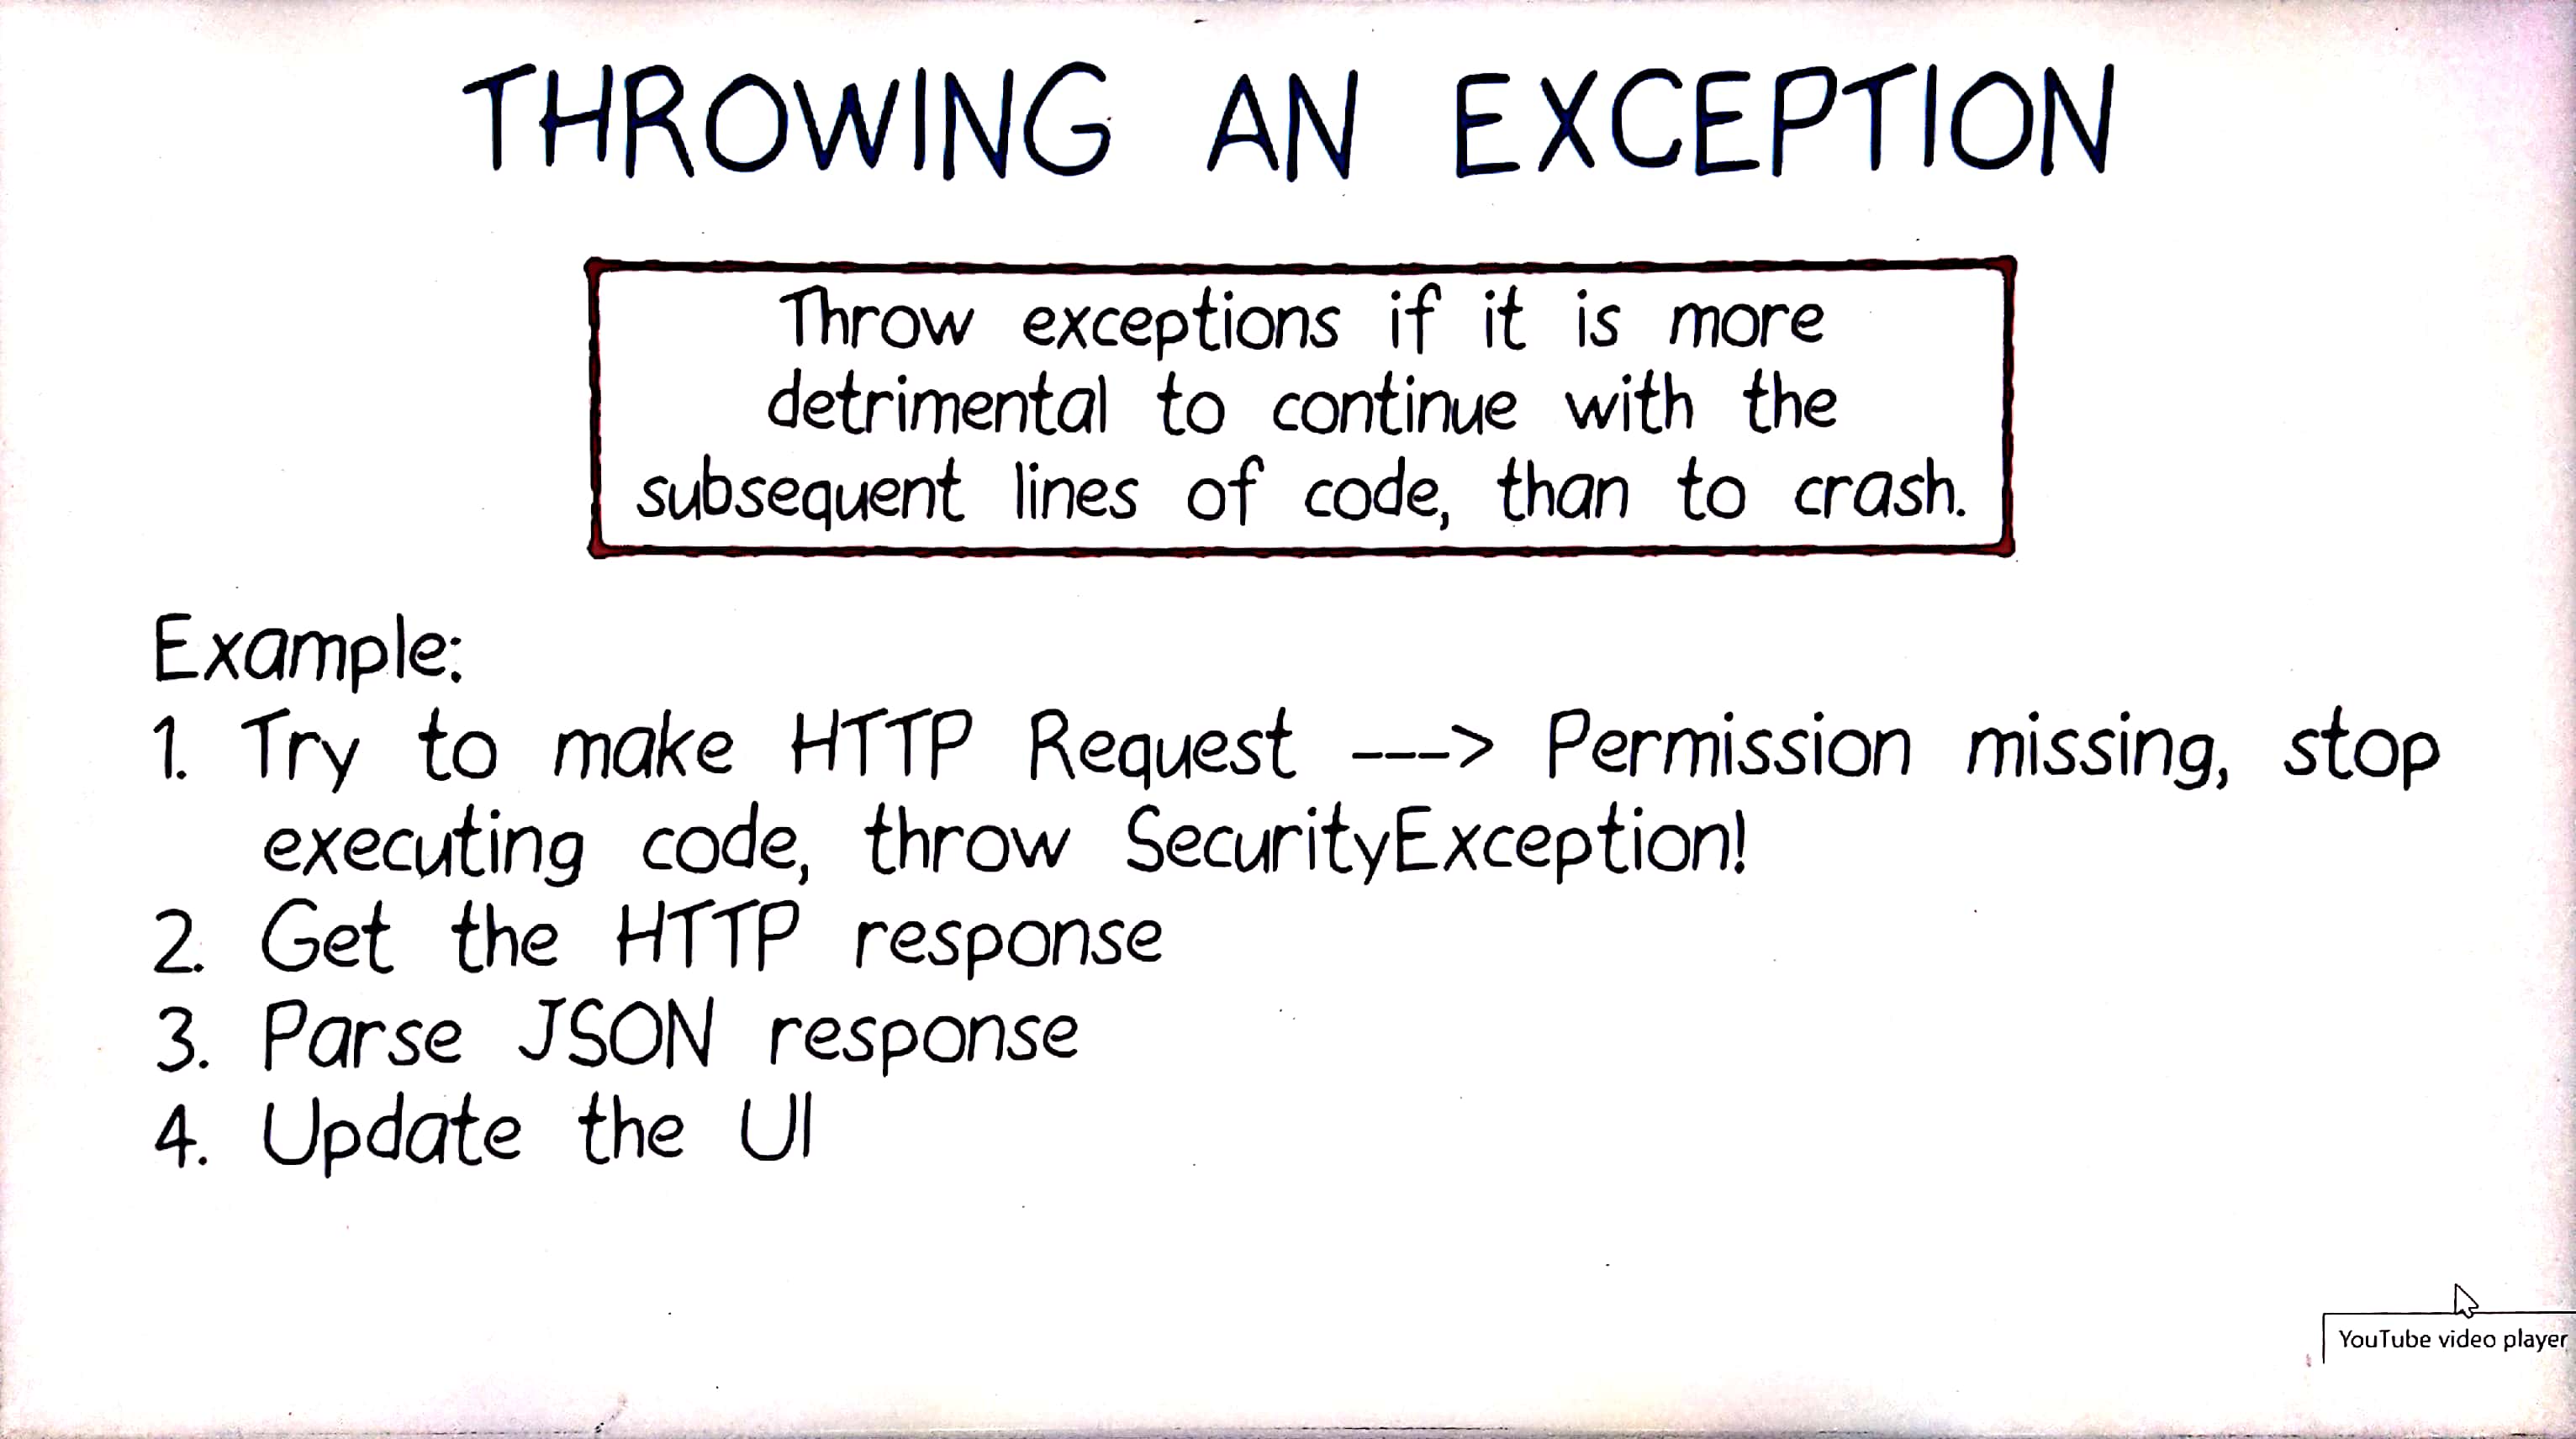 THROWING AN EXCEPTION
Throw exceptions if it is more
detrimental to continue with the
subsequent lines of code, than to crash.
Example:
1. Try to make HTTP Request ---> Permission missing, stop
executing code, throw SecurityException!
2. Get the HTTP response
3. Parse JSON response
4. Update the UI
YouTube video player